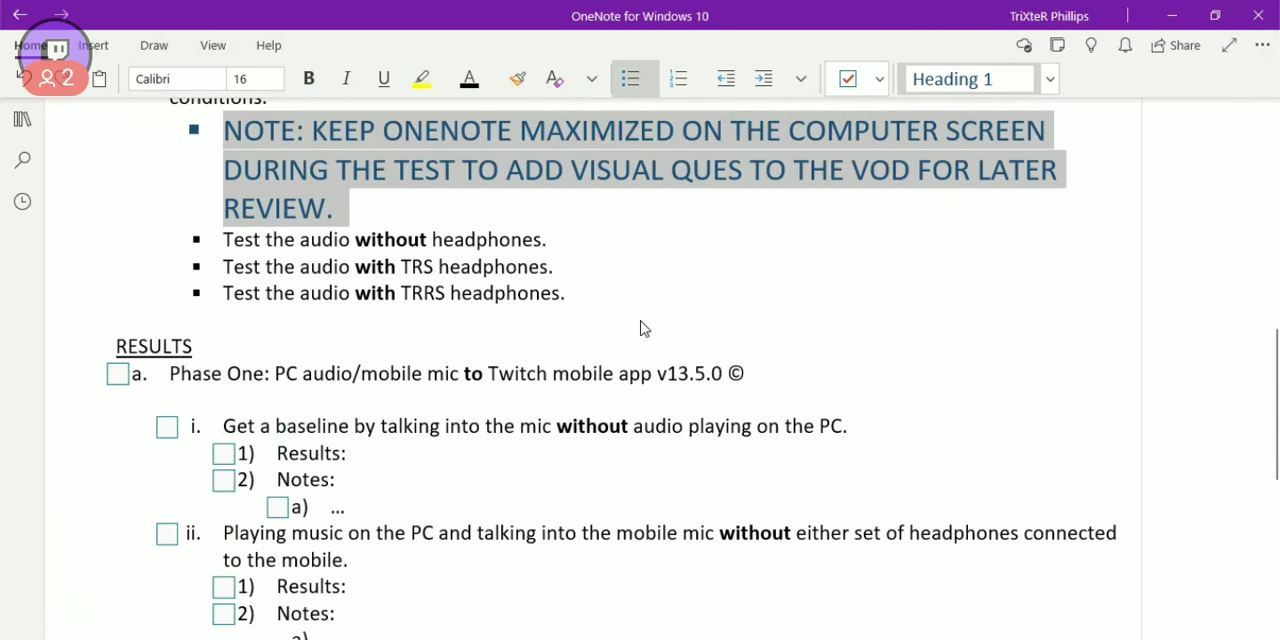 OneNote for Windows 10
TriXteR Phillips
Home Insert Draw View Help
Share
2
Calibri 16 B I U A A Heading 1
conditions.
NOTE: KEEP ONENOTE MAXIMIZED ON THE COMPUTER SCREEN
DURING THE TEST TO ADD VISUAL QUES TO THE VOD FOR LATER
REVIEW.
Test the audio without headphones.
Test the audio with TRS headphones.
Test the audio with TRRS headphones.
RESULTS
a. Phase One: PC audio/mobile mic to Twitch mobile app v13.5.0 ©
i. Get a baseline by talking into the mic without audio playing on the PC.
1) Results:
2) Notes:
a) ...
ii. Playing music on the PC and talking into the mobile mic without either set of headphones connected
to the mobile.
1) Results:
2) Notes:
a)